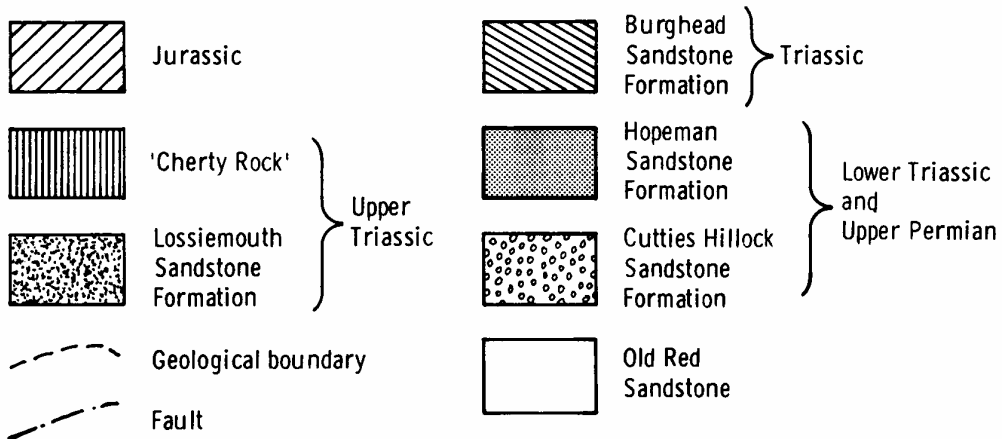 Jurassic
'Cherty Rock'
Lossiemouth
Sandstone
Formation
Upper
Triassic
Geological boundary
Fault
Burghead
Sandstone
Formation
Triassic
Hopeman
Sandstone
Formation
Cutties Hillock
Sandstone
Formation
Lower Triassic
and
Upper Permian
Old Red
Sandstone